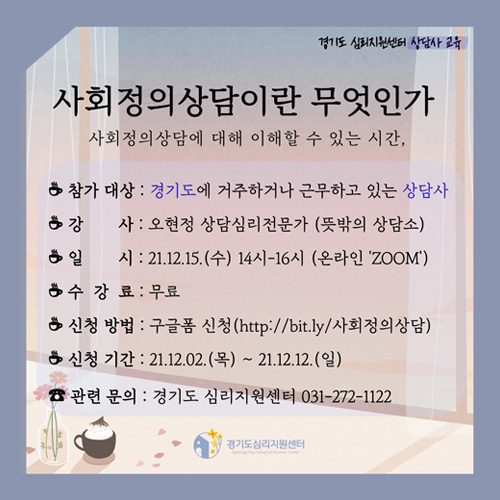 경기도 심리지원센터 상담사 교육
사회정의상담이란 무엇인가
사회정의상담에 대해 이해할 수 있는 시간,
☕ 참가 대상 : 경기도에 거주하거나 근무하고 있는 상담사
☕ 강 사 : 오현정 상담심리전문가 (뜻밖의 상담소)
☕ 일 시 : 21.12.15.(수) 14시-16시 (온라인 'ZOOM')
☕ 수 강 료 : 무료
☕ 신청 방법 : 구글폼 신청(http://bit.ly/사회정의상담)
☕ 신청 기간 : 21.12.02.(목) ~ 21.12.12.(일)
☎ 관련 문의 : 경기도 심리지원센터 031-272-1122
경기도심리지원센터